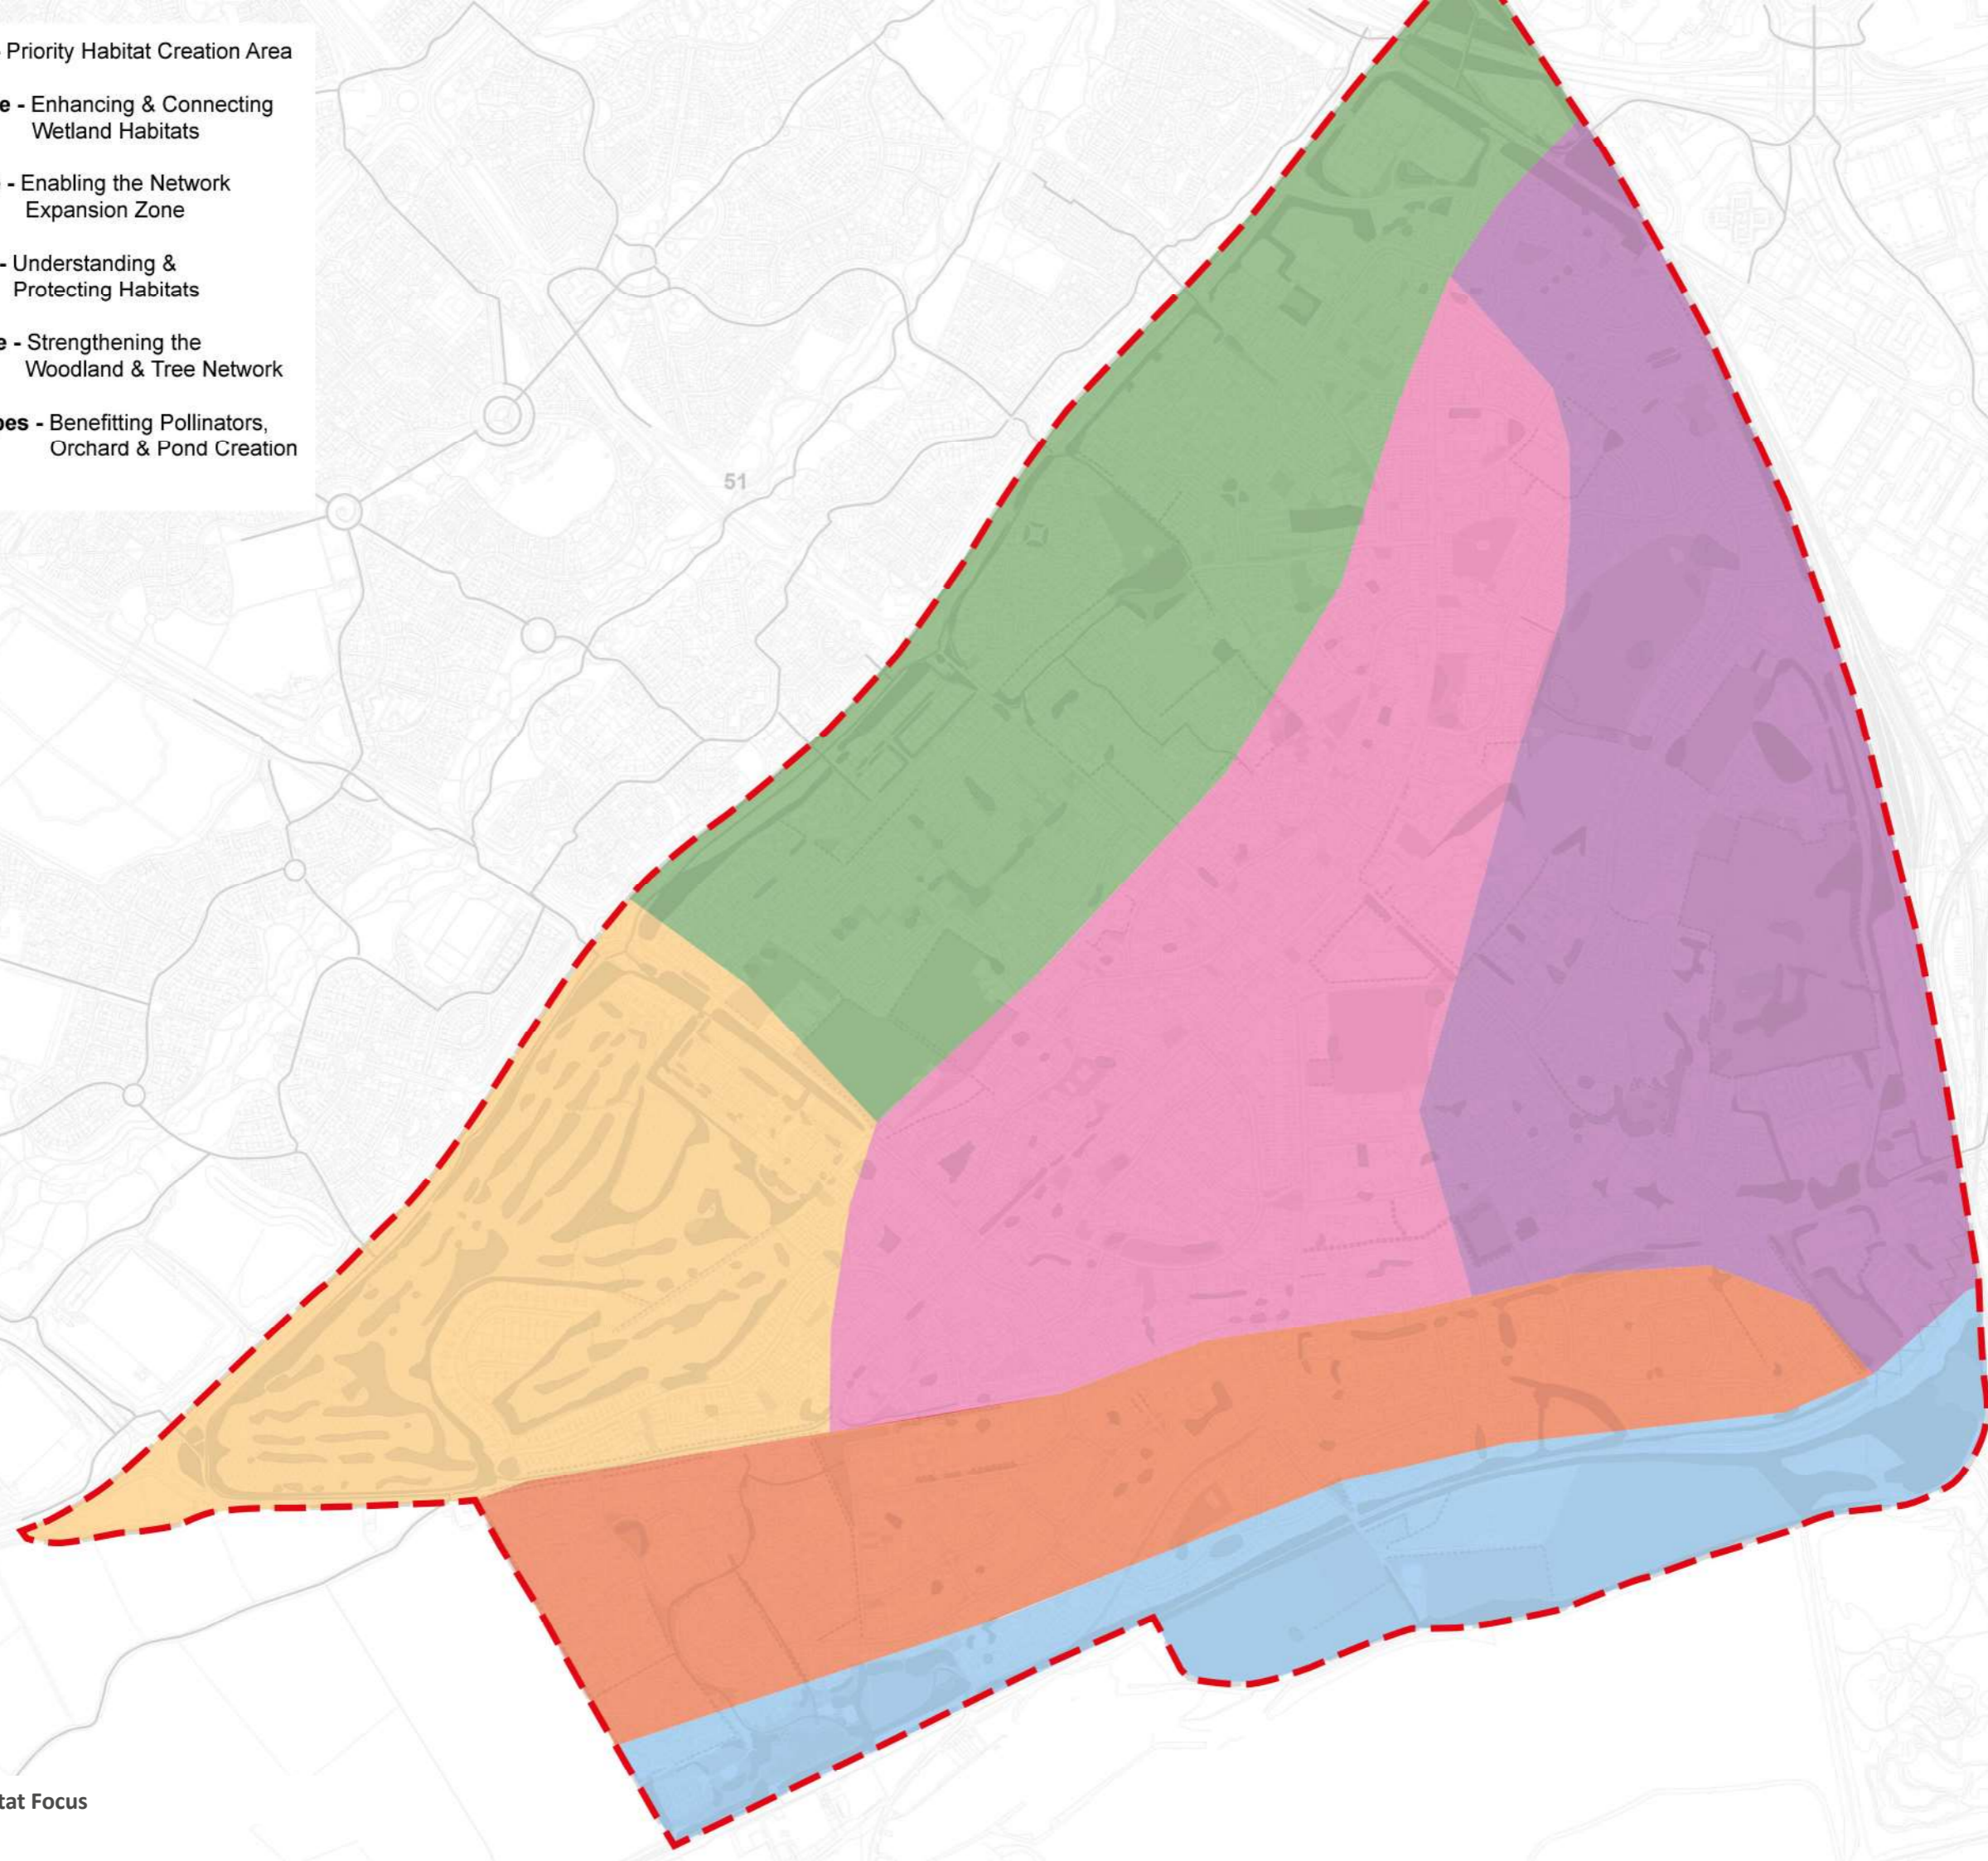 - Priority Habitat Creation Area
e - Enhancing & Connecting
Wetland Habitats
- Enabling the Network
Expansion Zone
- Understanding &
Protecting Habitats
e - Strengthening the
Woodland & Tree Network
pes - Benefitting Pollinators,
Orchard & Pond Creation
51
tat Focus